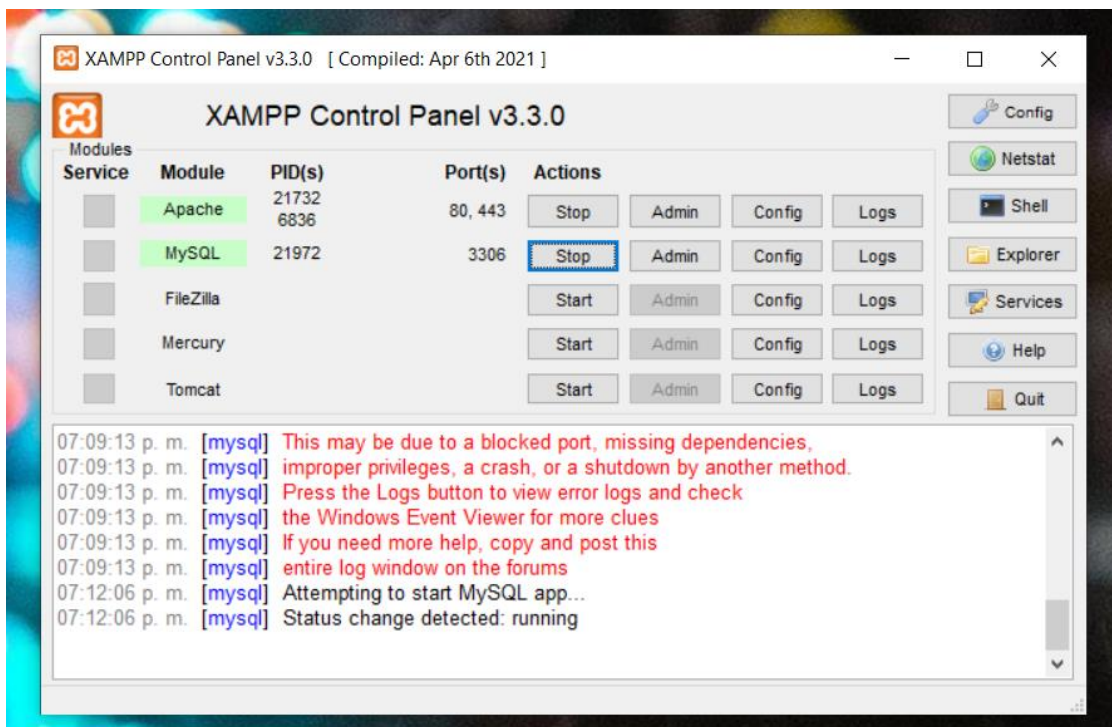 XAMPP Control Panel v3.3.0 [ Compiled: Apr 6th 2021 ]
XAMPP Control Panel v3.3.0
Config
Modules
Netstat
Service Module PID(s) Port(s) Actions
Apache 21732 6836 80, 443 Stop Admin Config Logs
Shell
MySQL 21972 3306 Stop Admin Config Logs
Explorer
FileZilla Start Admin Config Logs
Services
Mercury Start Admin Config Logs
Help
Tomcat Start Admin Config Logs
Quit
07:09:13 p. m. [mysql] This may be due to a blocked port, missing dependencies,
07:09:13 p. m. [mysql] improper privileges, a crash, or a shutdown by another method.
07:09:13 p. m. [mysql] Press the Logs button to view error logs and check
07:09:13 p. m. [mysql] the Windows Event Viewer for more clues
07:09:13 p. m. [mysql] If you need more help, copy and post this
07:09:13 p. m. [mysql] entire log window on the forums
07:12:06 p. m. [mysql] Attempting to start MySQL app...
07:12:06 p. m. [mysql] Status change detected: running